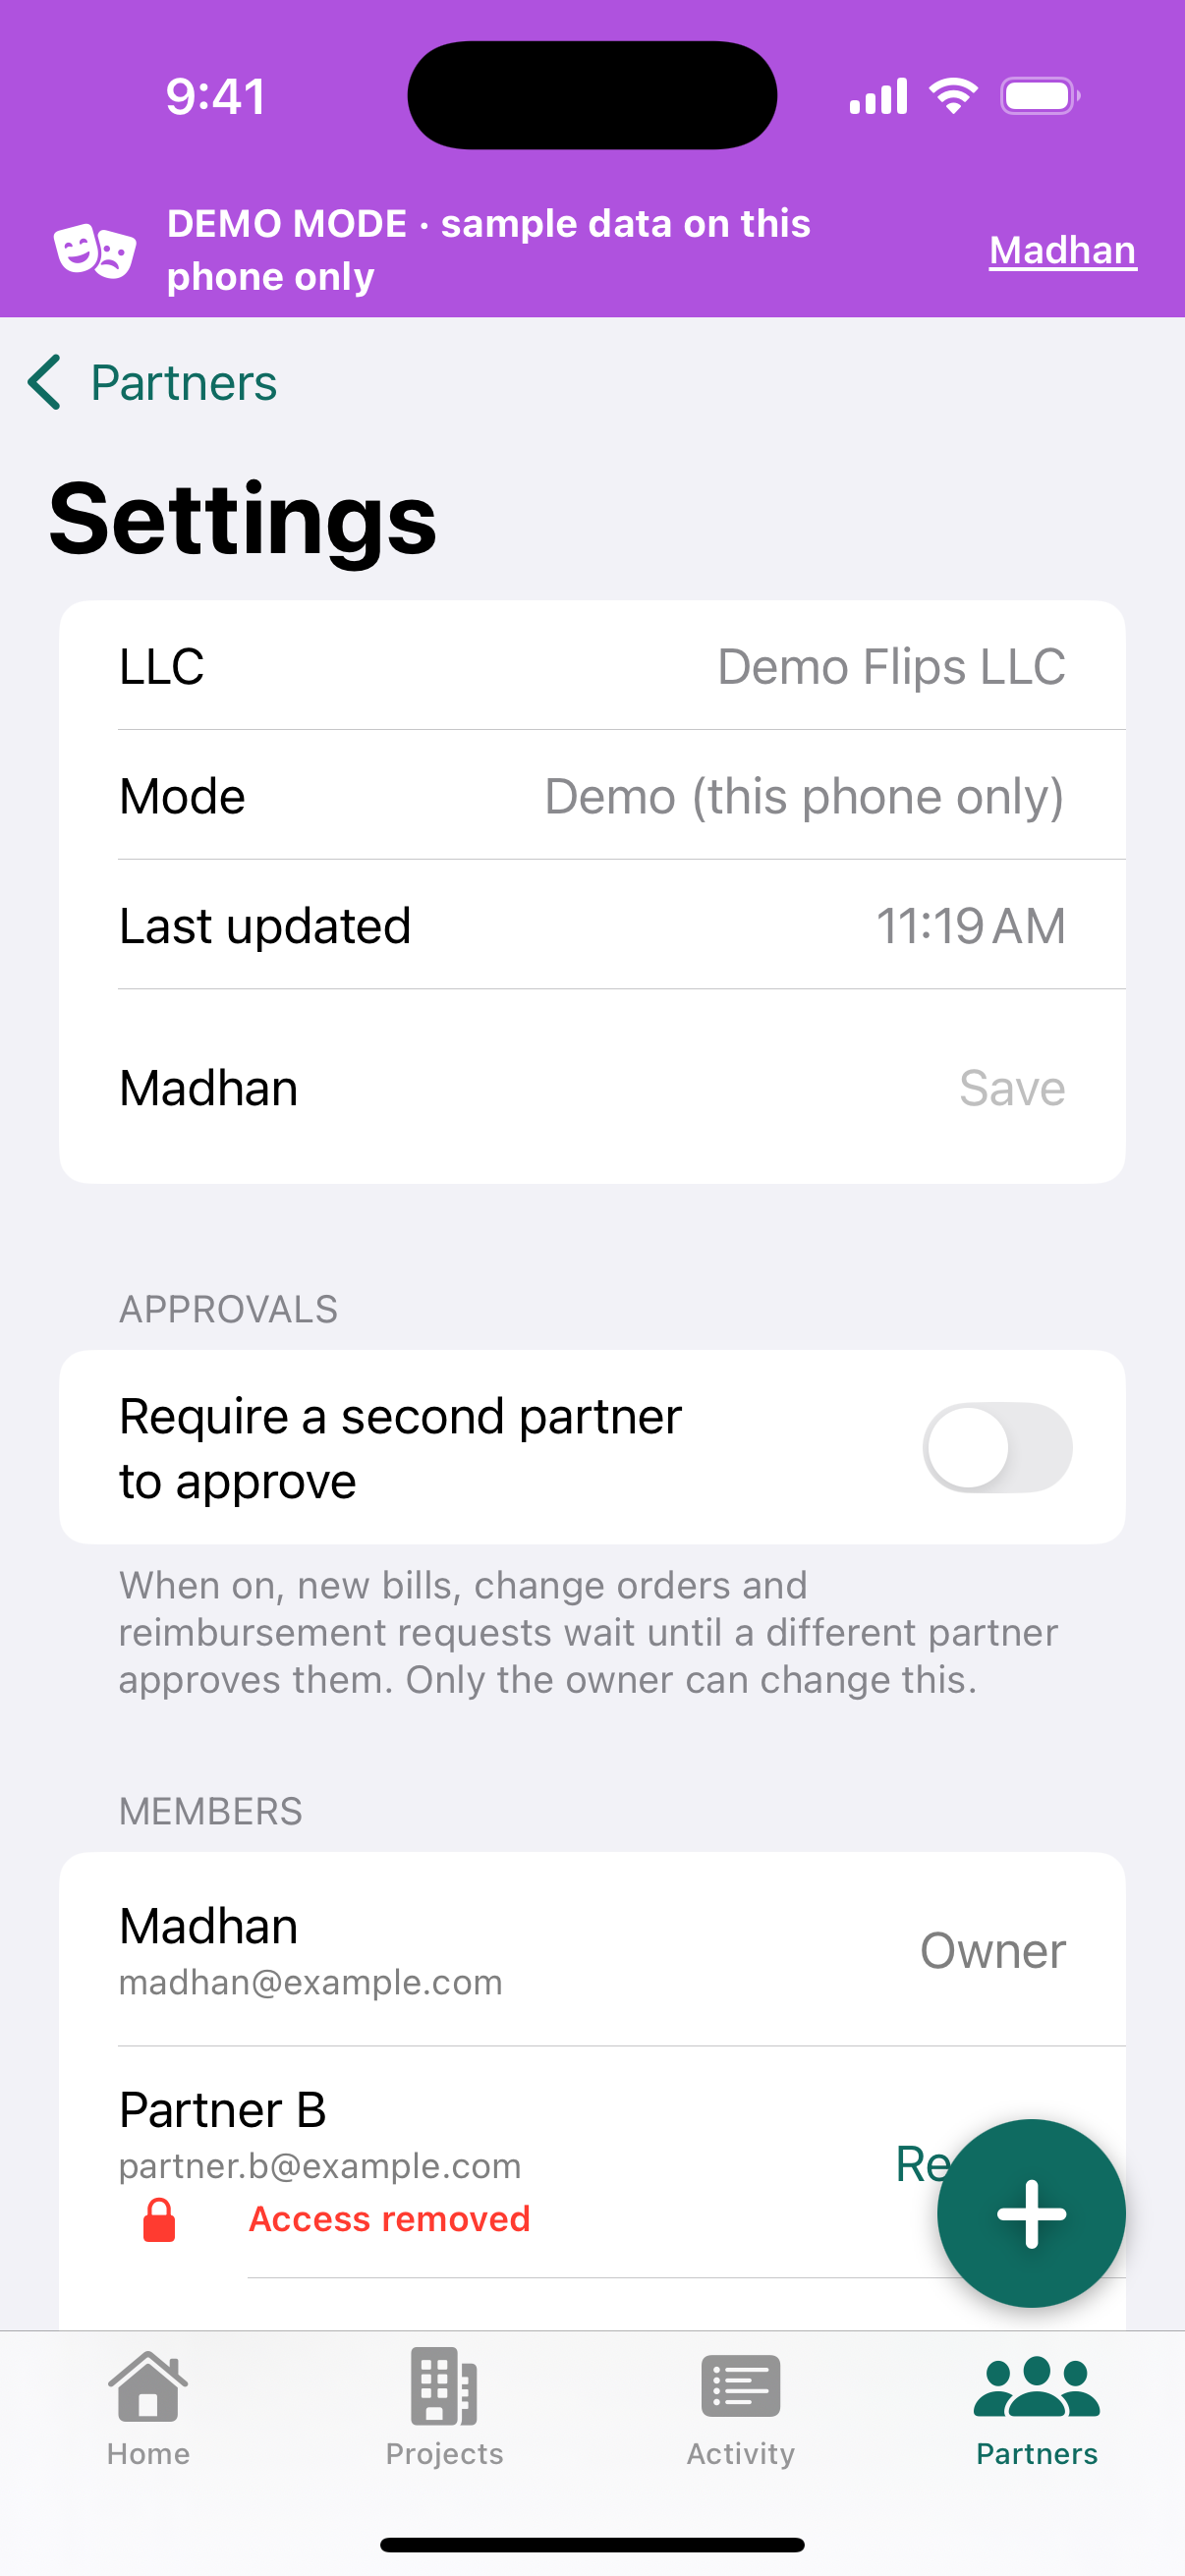 9:41
DEMO MODE · sample data on this
phone only
Madhan
Partners
Settings
LLC
Demo Flips LLC
Mode
Demo (this phone only)
Last updated
11:19 AM
Madhan
Save
APPROVALS
Require a second partner
to approve
When on, new bills, change orders and
reimbursement requests wait until a different partner
approves them. Only the owner can change this.
MEMBERS
Madhan
madhan@example.com
Owner
Partner B
partner.b@example.com
Access removed
Home
Projects
Activity
Partners